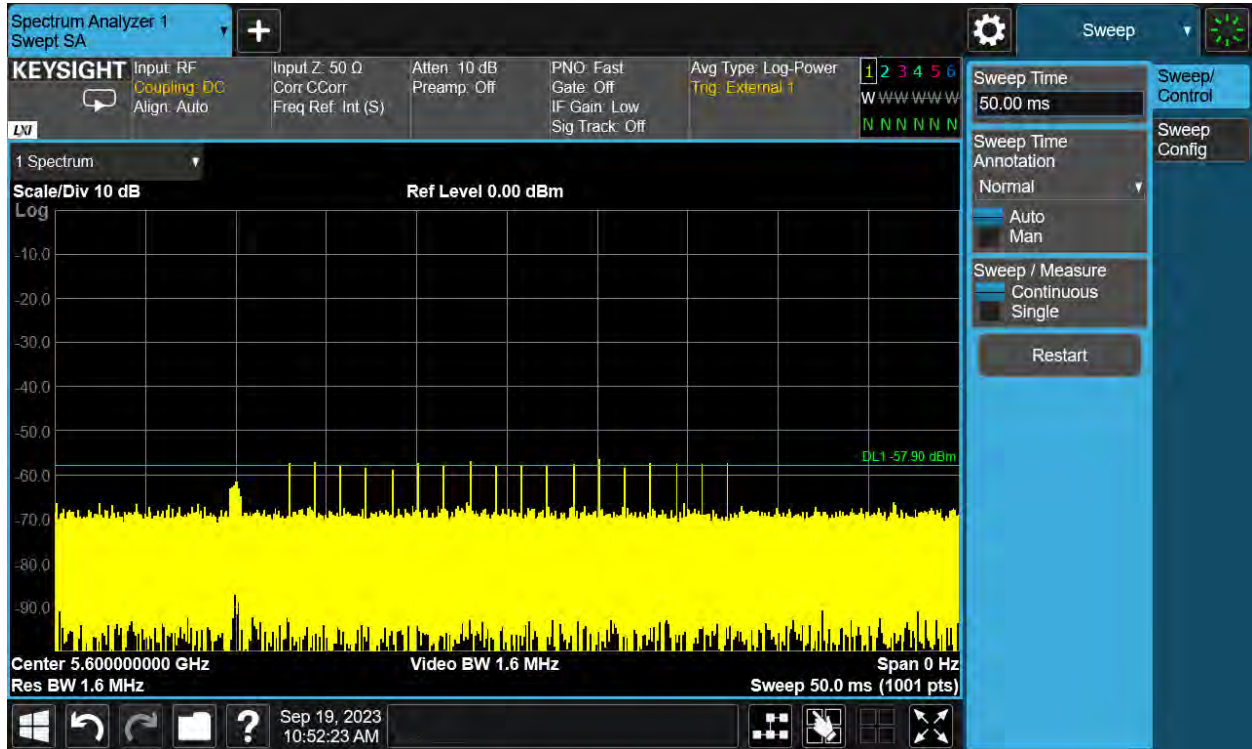 Spectrum Analyzer 1
Swept SA
+
Sweep
KEYSIGHT
Input: RF
Coupling: DC
Align: Auto
Input Z: 50 Ω
Corr CCorr
Freq Ref: Int (S)
Atten: 10 dB
Preamp: Off
PNO: Fast
Gate: Off
IF Gain: Low
Sig Track: Off
Avg Type: Log-Power
Trig: External 1
1 2 3 4 5 6
W W W W W W
N N N N N N
LXI
Sweep Time
50.00 ms
Sweep Time
Annotation
Normal
Auto
Man
Sweep / Measure
Continuous
Single
Restart
Sweep/
Control
Sweep
Config
1 Spectrum
Scale/Div 10 dB
Ref Level 0.00 dBm
Log
-10.0
-20.0
-30.0
-40.0
-50.0
DL1 -57.90 dBm
-60.0
-70.0
-80.0
-90.0
Center 5.600000000 GHz
Video BW 1.6 MHz
Span 0 Hz
Res BW 1.6 MHz
Sweep 50.0 ms (1001 pts)
?
Sep 19, 2023
10:52:23 AM